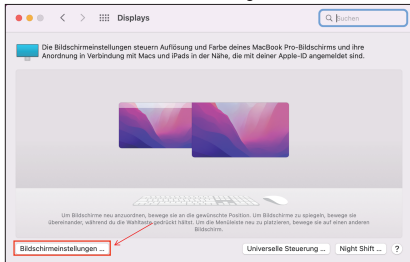 Displays
Suchen
Die Bildschirmeinstellungen steuern Auflösung und Farbe deines MacBook Pro-Bildschirms und ihre
Anordnung in Verbindung mit Macs und iPads in der Nähe, die mit deiner Apple-ID angemeldet sind.
Um Bildschirme neu anzuordnen, bewege sie an die gewünschte Position. Um Bildschirme zu spiegeln, bewege sie
übereinander, während du die Wahltaste gedrückt hältst. Um die Menüleiste neu zu platzieren, bewege sie auf einen anderen
Bildschirm.
Bildschirmeinstellungen ...
Universelle Steuerung ...
Night Shift ...
?